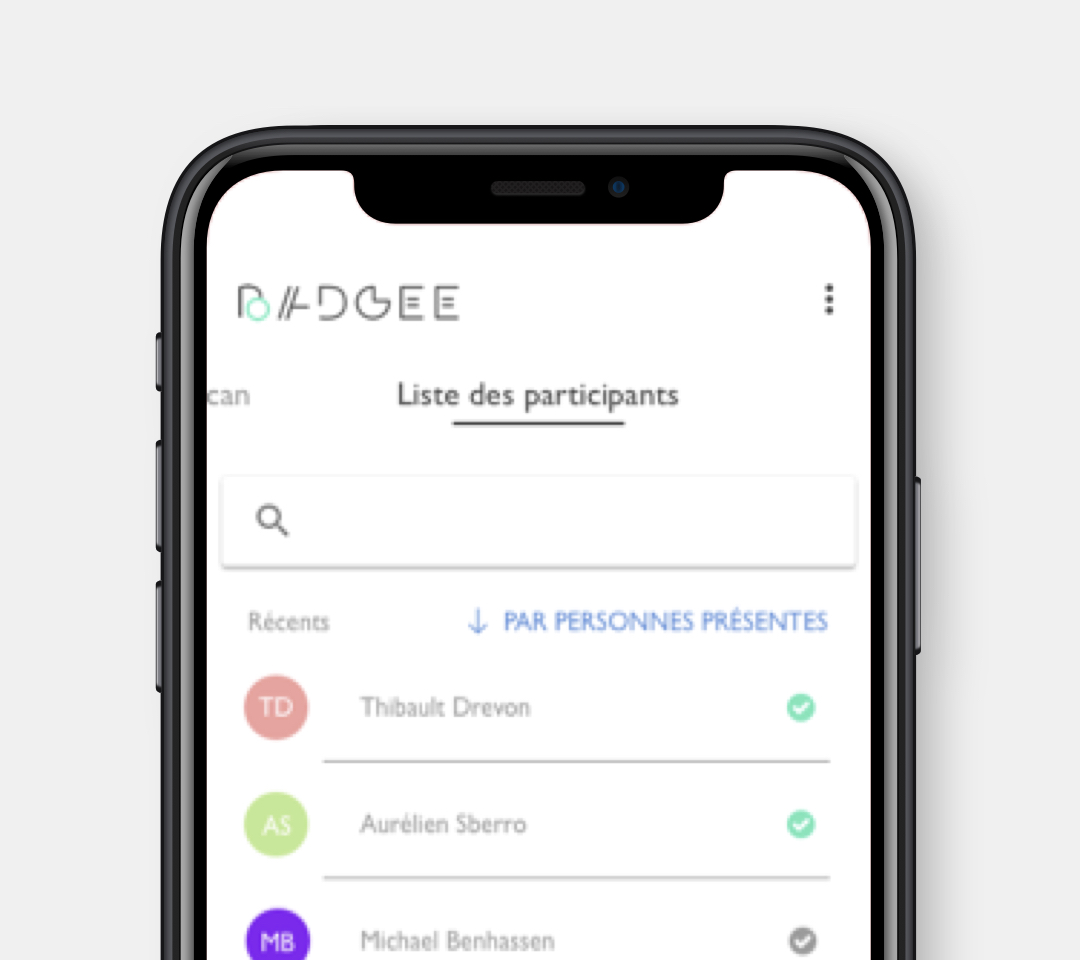 BADGEE
can
Liste des participants
Récents
↓ PAR PERSONNES PRÉSENTES
TD
Thibault Drevon
AS
Aurélien Sberro
MB
Michael Benhassen